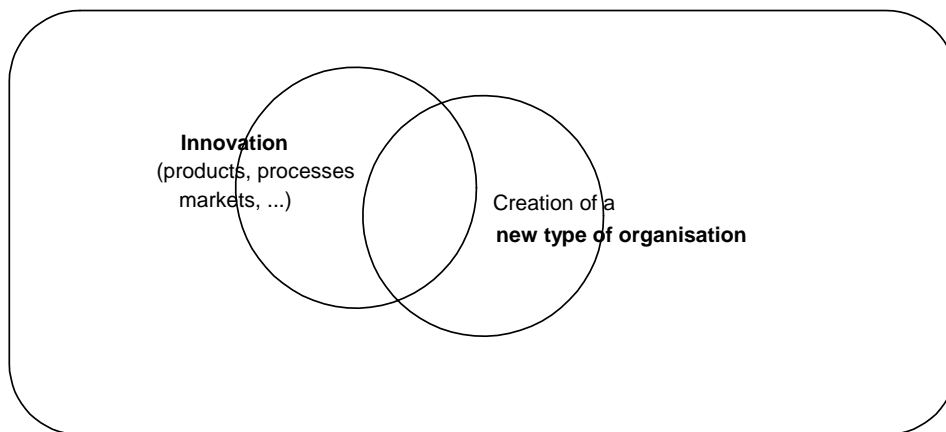 Innovation
(products, processes
markets, ...)
Creation of a
new type of organisation